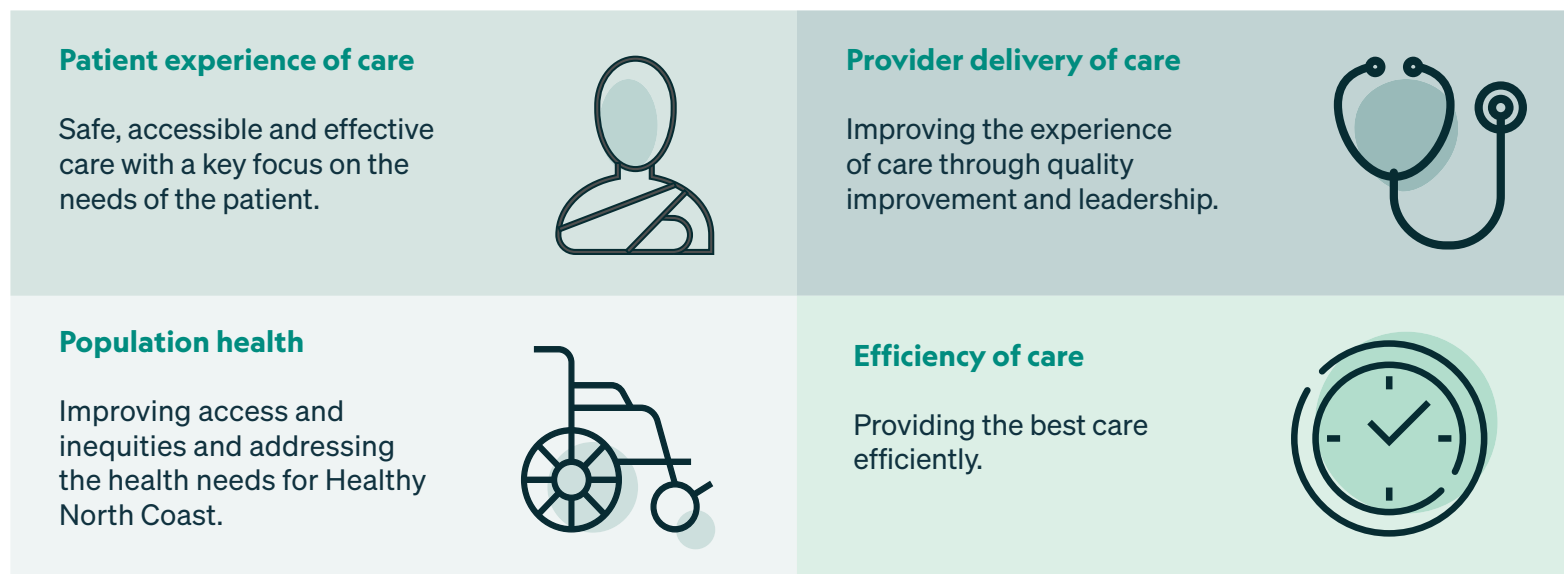 Patient experience of care
Safe, accessible and effective
care with a key focus on the
needs of the patient.
Provider delivery of care
Improving the experience
of care through quality
improvement and leadership.
Population health
Improving access and
inequities and addressing
the health needs for Healthy
North Coast.
Efficiency of care
Providing the best care
efficiently.